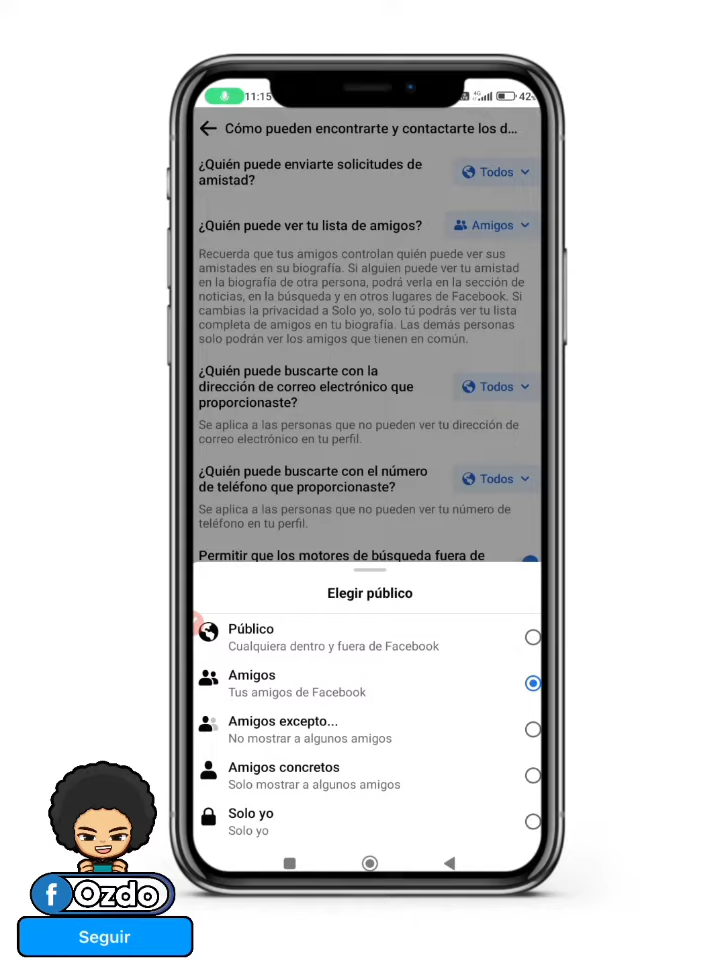 11:15
4G
42
Cómo pueden encontrarte y contactarte los d...
¿Quién puede enviarte solicitudes de
amistad?
Todos
¿Quién puede ver tu lista de amigos?
Amigos
Recuerda que tus amigos controlan quién puede ver sus
amistades en su biografía. Si alguien puede ver tu amistad
en la biografía de otra persona, podrá verla en la sección de
noticias, en la búsqueda y en otros lugares de Facebook. Si
cambias la privacidad a Solo yo, solo tú podrás ver tu lista
completa de amigos en tu biografía. Las demás personas
solo podrán ver los amigos que tienen en común.
¿Quién puede buscarte con la
dirección de correo electrónico que
proporcionaste?
Todos
Se aplica a las personas que no pueden ver tu dirección de
correo electrónico en tu perfil.
¿Quién puede buscarte con el número
de teléfono que proporcionaste?
Todos
Se aplica a las personas que no pueden ver tu número de
teléfono en tu perfil.
Permitir que los motores de búsqueda fuera de
Elegir público
Público
Cualquiera dentro y fuera de Facebook
Amigos
Tus amigos de Facebook
Amigos excepto...
No mostrar a algunos amigos
Amigos concretos
Solo mostrar a algunos amigos
Solo yo
Solo yo
f Ozdo
Seguir